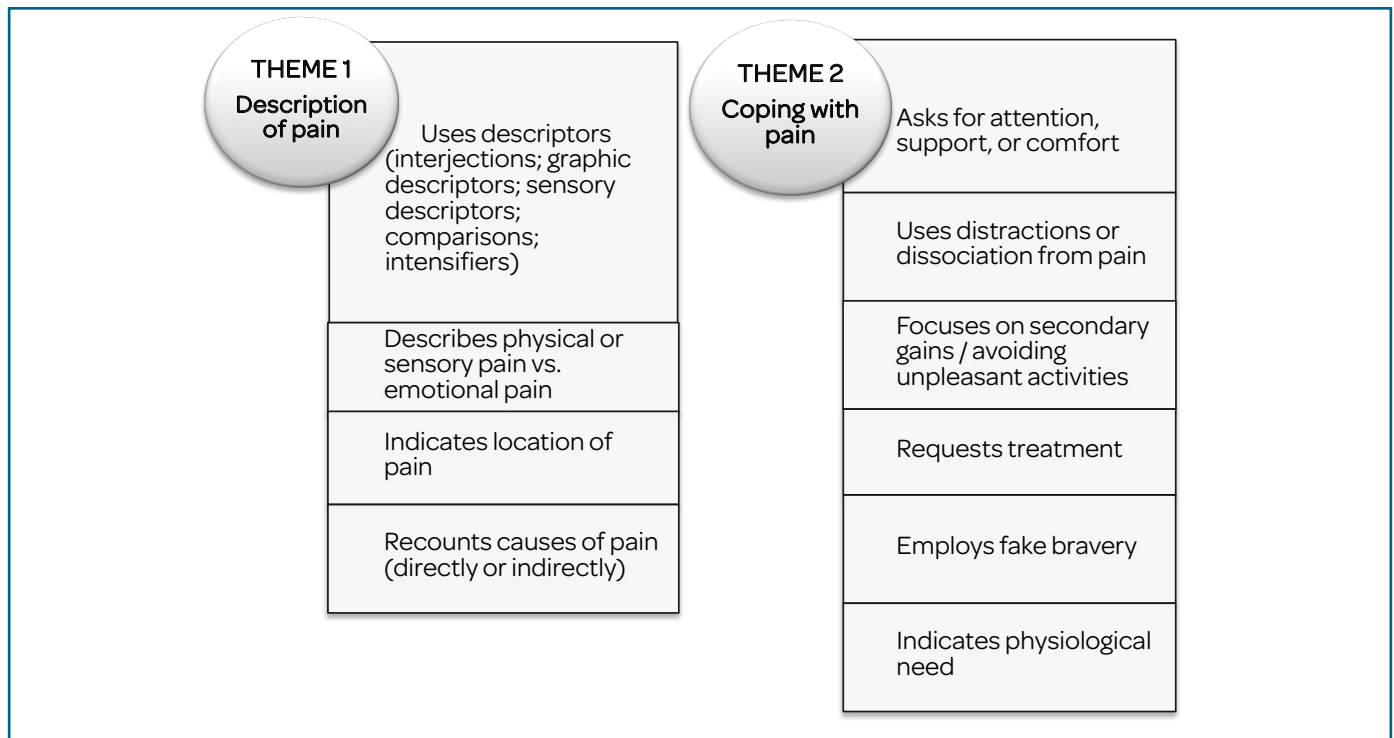 THEME 1
Description
of pain
Uses descriptors
(interjections; graphic
descriptors; sensory
descriptors;
comparisons;
intensifiers)
Describes physical or
sensory pain vs.
emotional pain
Indicates location of
pain
Recounts causes of pain
(directly or indirectly)
THEME 2
Coping with
pain
Asks for attention,
support, or comfort
Uses distractions or
dissociation from pain
Focuses on secondary
gains / avoiding
unpleasant activities
Requests treatment
Employs fake bravery
Indicates physiological
need